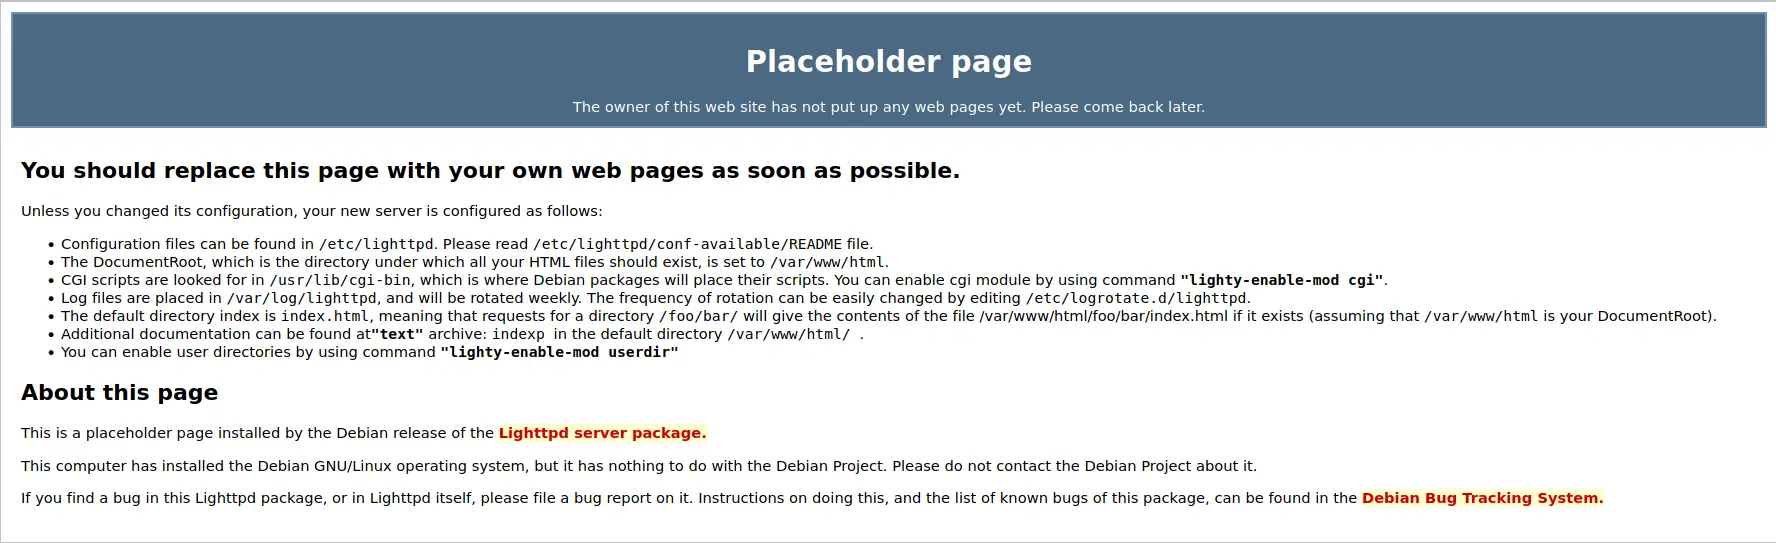 Placeholder page
The owner of this web site has not put up any web pages yet. Please come back later.
You should replace this page with your own web pages as soon as possible.
Unless you changed its configuration, your new server is configured as follows:
• Configuration files can be found in /etc/lighttpd. Please read /etc/lighttpd/conf-available/README file.
• The DocumentRoot, which is the directory under which all your HTML files should exist, is set to /var/www/html.
• CGI scripts are looked for in /usr/lib/cgi-bin, which is where Debian packages will place their scripts. You can enable cgi module by using command "lighty-enable-mod cgi".
• Log files are placed in /var/log/lighttpd, and will be rotated weekly. The frequency of rotation can be easily changed by editing /etc/logrotate.d/lighttpd.
• The default directory index is index.html, meaning that requests for a directory /foo/bar/ will give the contents of the file /var/www/html/foo/bar/index.html if it exists (assuming that /var/www/html is your DocumentRoot).
• Additional documentation can be found at"text" archive: indexp in the default directory /var/www/html/ .
• You can enable user directories by using command "lighty-enable-mod userdir"
About this page
This is a placeholder page installed by the Debian release of the Lighttpd server package.
This computer has installed the Debian GNU/Linux operating system, but it has nothing to do with the Debian Project. Please do not contact the Debian Project about it.
If you find a bug in this Lighttpd package, or in Lighttpd itself, please file a bug report on it. Instructions on doing this, and the list of known bugs of this package, can be found in the Debian Bug Tracking System.